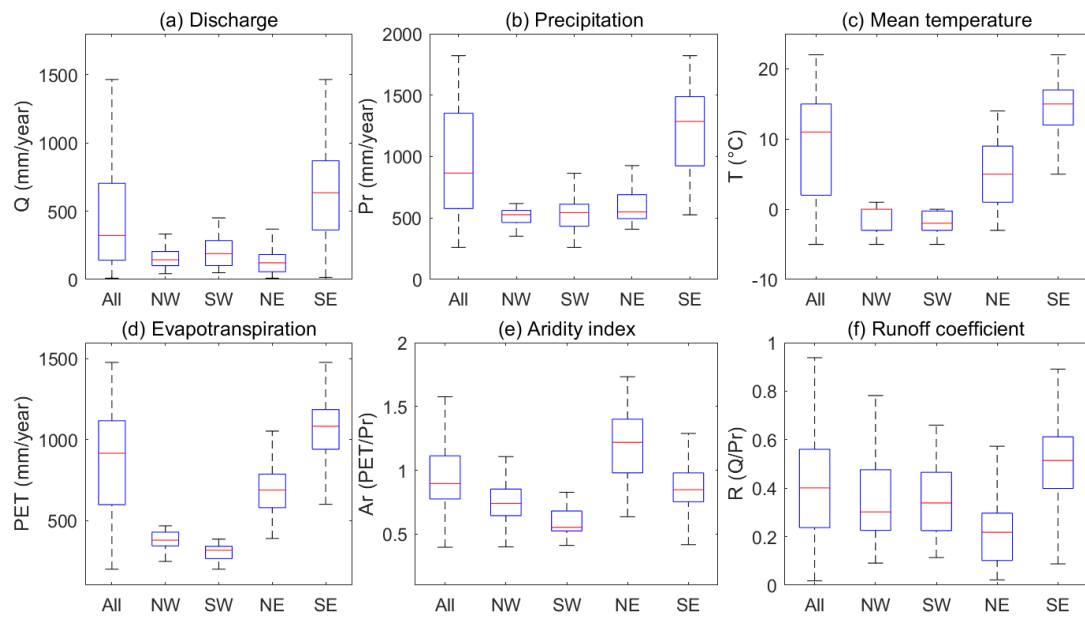 (a) Discharge
Q (mm/year)
1500
1000
500
0
All NW SW NE SE
(b) Precipitation
Pr (mm/year)
2000
1500
1000
500
0
All NW SW NE SE
(c) Mean temperature
T (°C)
20
10
0
-10
All NW SW NE SE
(d) Evapotranspiration
PET (mm/year)
1500
1000
500
All NW SW NE SE
(e) Aridity index
Ar (PET/Pr)
2
1.5
1
0.5
All NW SW NE SE
(f) Runoff coefficient
R (Q/Pr)
1
0.8
0.6
0.4
0.2
0
All NW SW NE SE